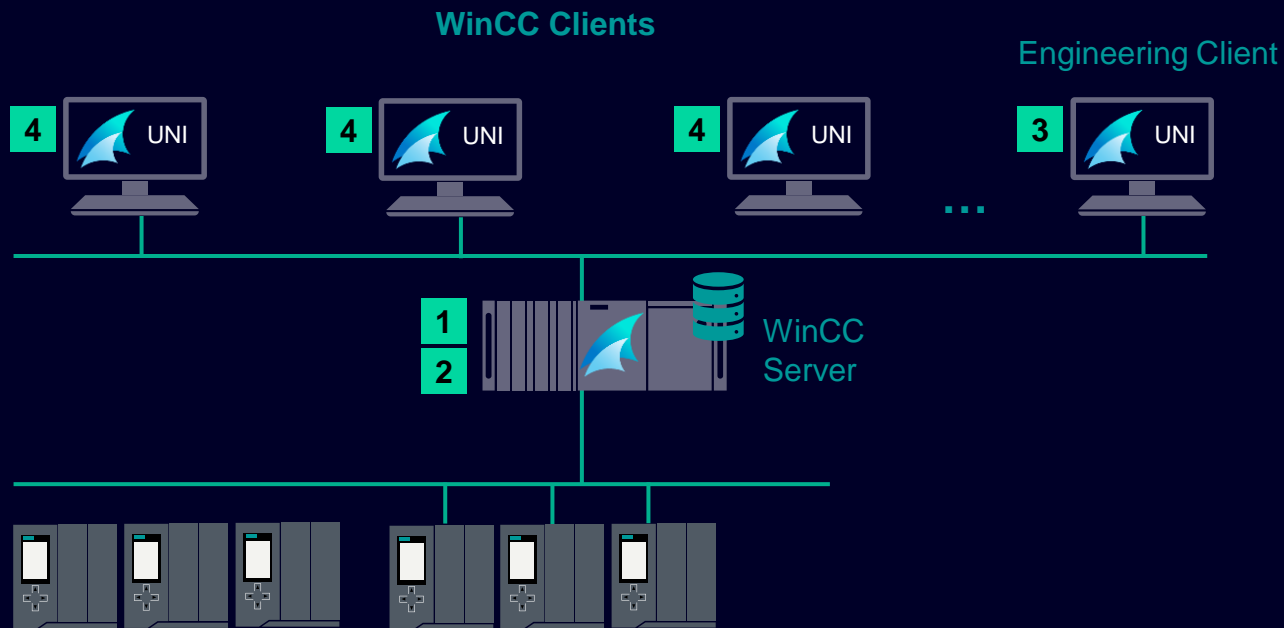 WinCC Clients
Engineering Client
4
UNI
4
UNI
4
UNI
3
UNI
...
1
2
WinCC
Server